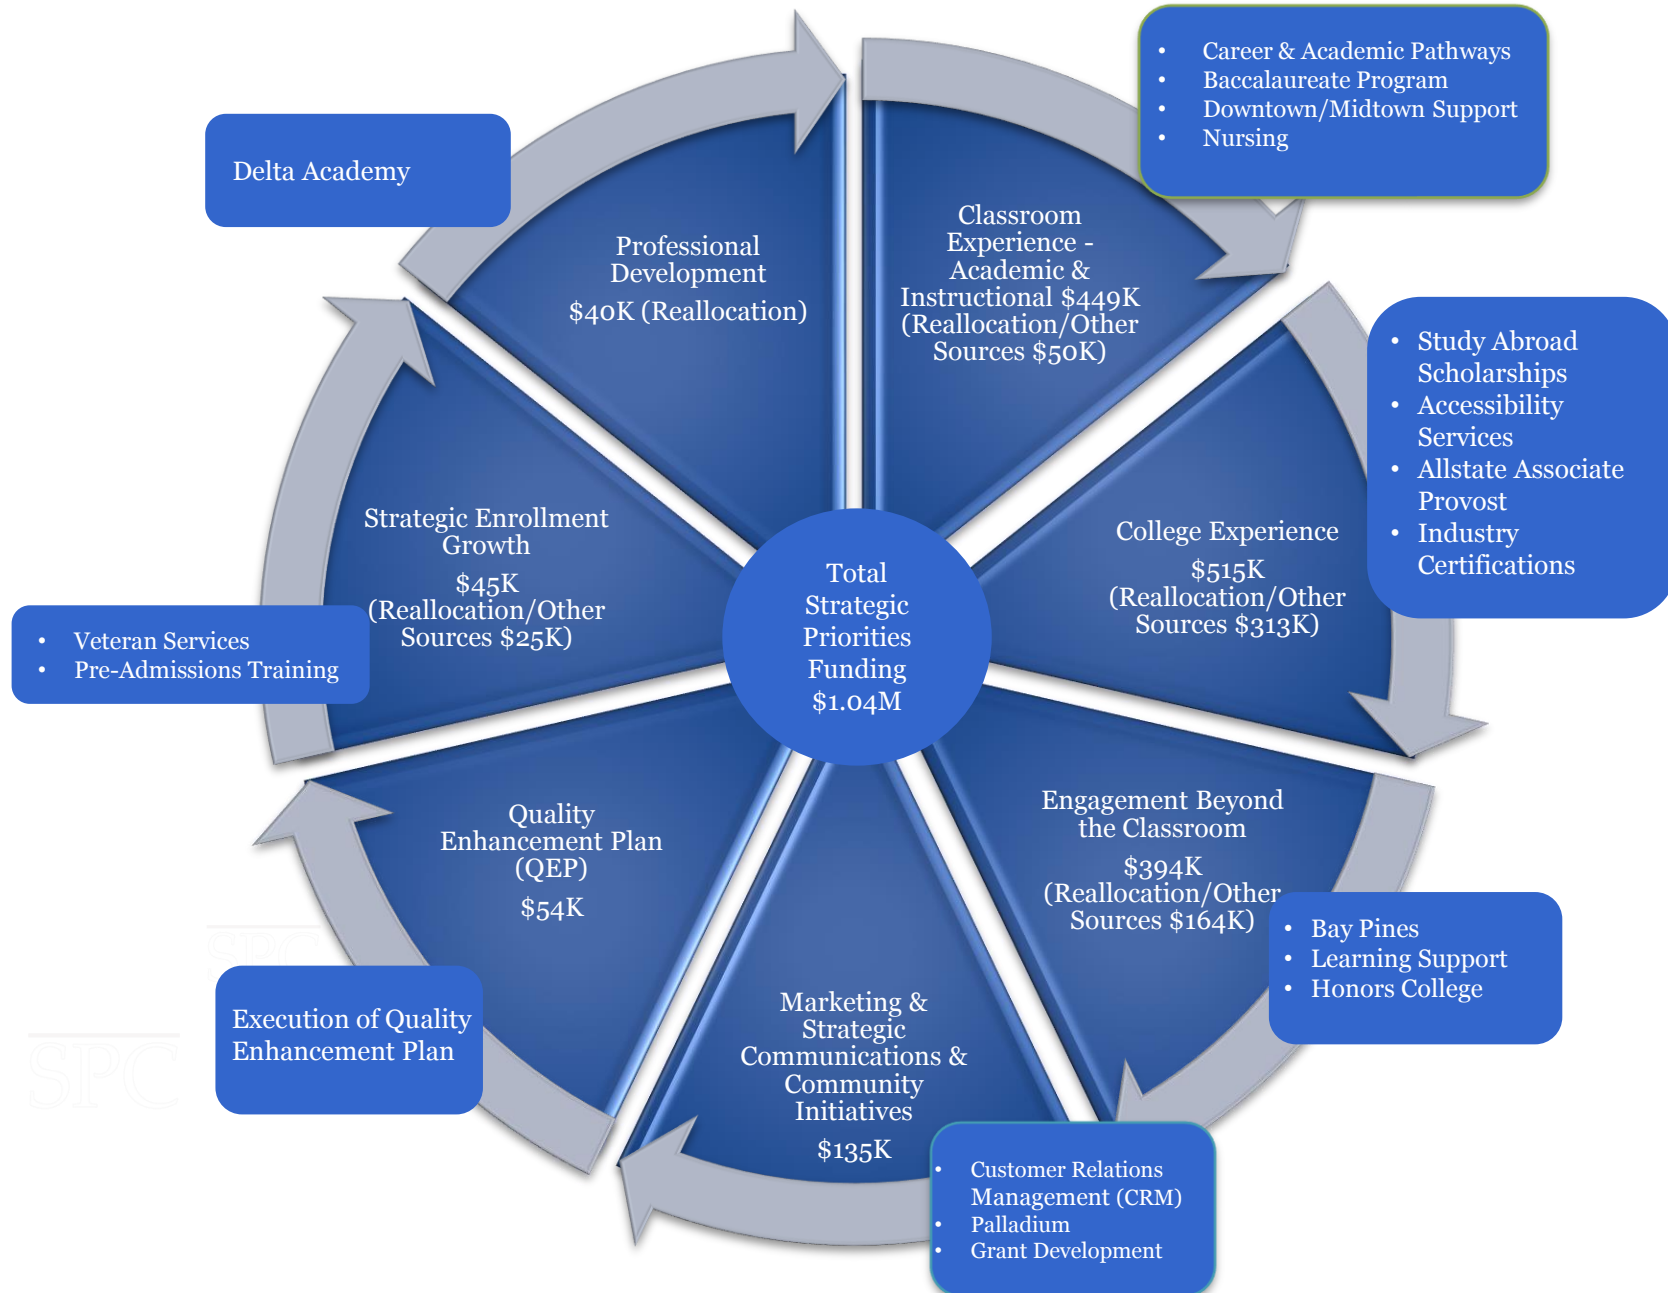 • Career & Academic Pathways
• Baccalaureate Program
• Downtown/Midtown Support
• Nursing
Delta Academy
Professional
Development
$40K (Reallocation)
Classroom
Experience -
Academic &
Instructional $449K
(Reallocation/Other
Sources $50K)
• Study Abroad
Scholarships
• Accessibility
Services
• Allstate Associate
Provost
• Industry
Certifications
College Experience
$515K
(Reallocation/Other
Sources $313K)
Strategic Enrollment
Growth
$45K
(Reallocation/Other
Sources $25K)
• Veteran Services
• Pre-Admissions Training
Total
Strategic
Priorities
Funding
$1.04M
Engagement Beyond
the Classroom
$394K
(Reallocation/Other
Sources $164K)
• Bay Pines
• Learning Support
• Honors College
Quality
Enhancement Plan
(QEP)
$54K
Execution of Quality
Enhancement Plan
Marketing &
Strategic
Communications &
Community
Initiatives
$135K
• Customer Relations
Management (CRM)
• Palladium
• Grant Development
SPC
SPC